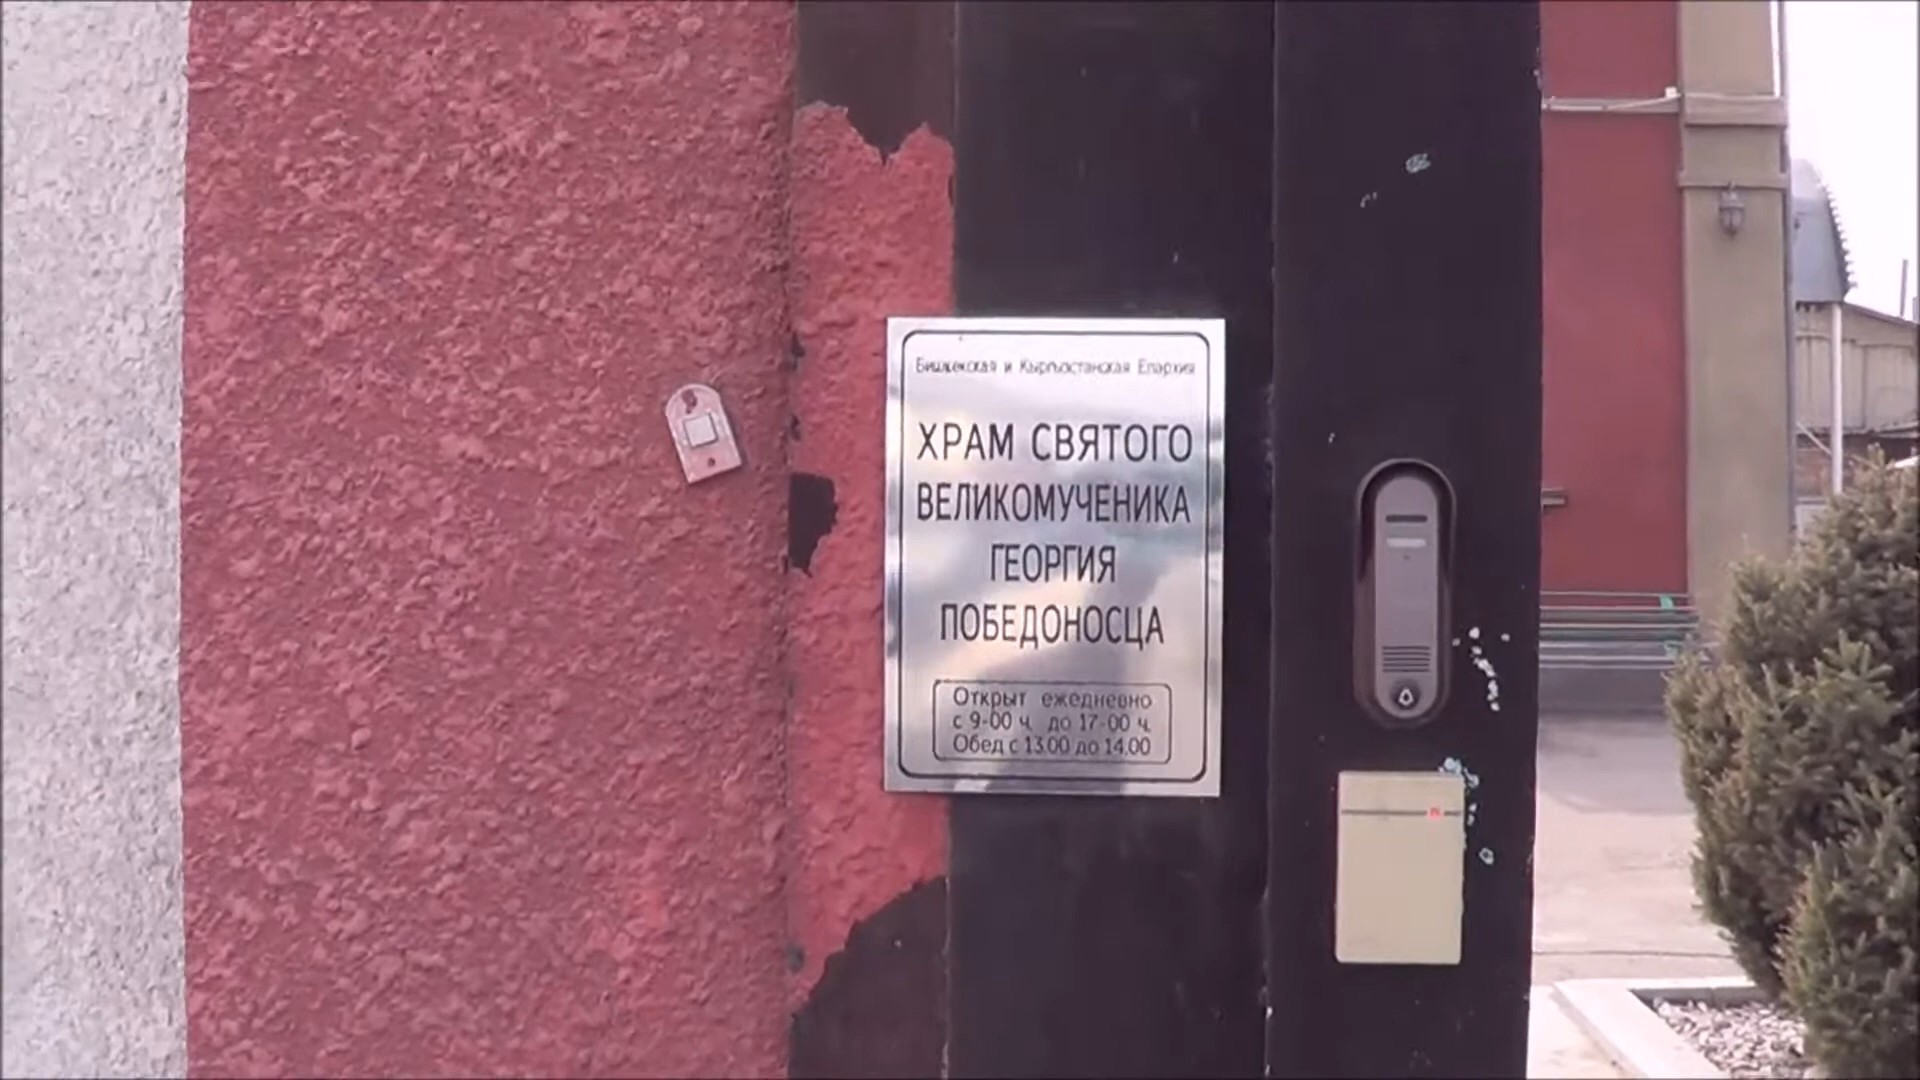 Бишкекская и Кыргызстанская Епархия
ХРАМ СВЯТОГО
ВЕЛИКОМУЧЕНИКА
ГЕОРГИЯ
ПОБЕДОНОСЦА
Открыт ежедневно
с 9-00 ч. до 17-00 ч.
Обед с 13.00 до 14.00